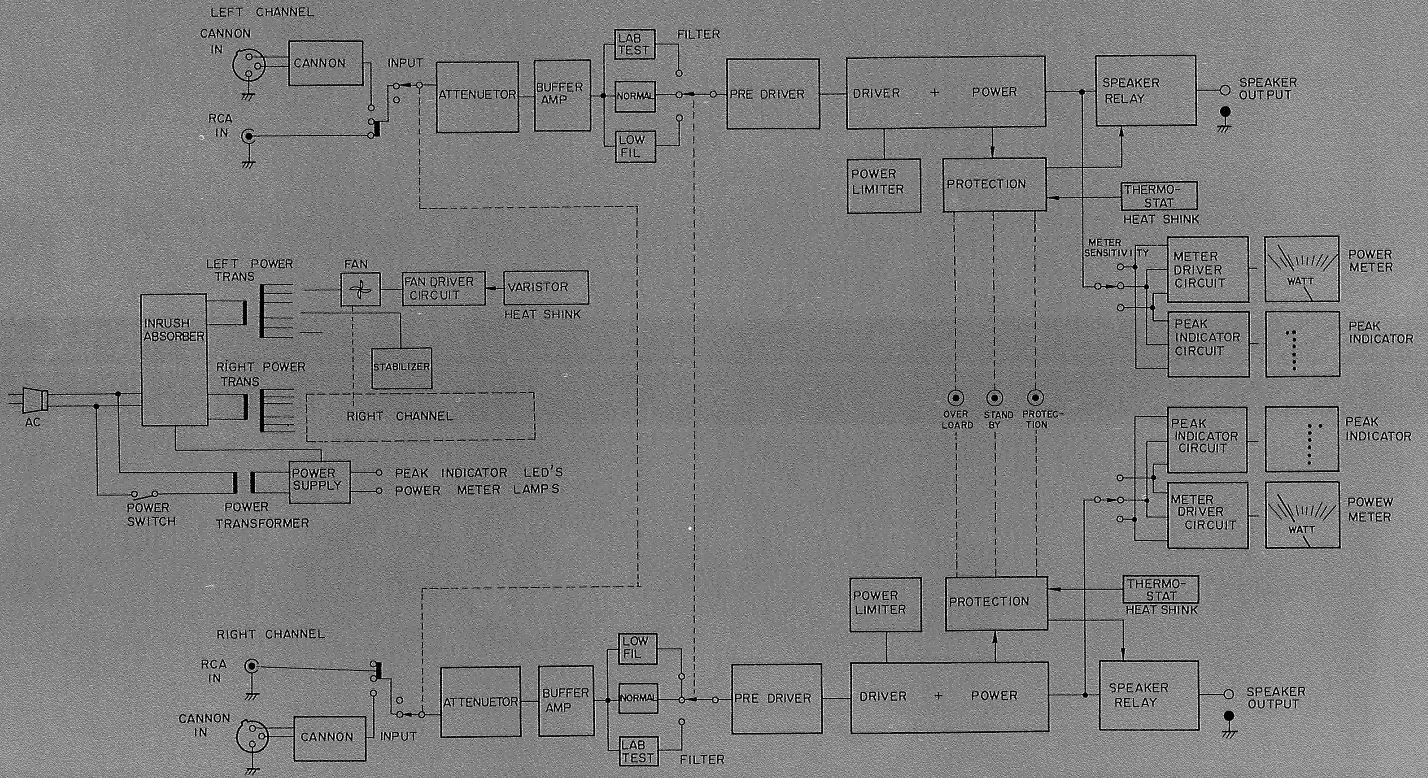 LEFT CHANNEL
CANNON
IN
CANNON
INPUT
RCA
IN
ATTENUETOR
BUFFER
AMP
LAB
TEST
FILTER
NORMAL
LOW
FIL
PRE DRIVER
DRIVER + POWER
POWER
LIMITER
PROTECTION
SPEAKER
RELAY
SPEAKER
OUTPUT
THERMO-
STAT
HEAT SHINK
METER
SENSITIVITY
METER
DRIVER
CIRCUIT
WATT
POWER
METER
PEAK
INDICATOR
CIRCUIT
PEAK
INDICATOR
LEFT POWER
TRANS
FAN
FAN DRIVER
CIRCUIT
VARISTOR
HEAT SHINK
INRUSH
ABSORBER
STABILIZER
RIGHT POWER
TRANS
RIGHT CHANNEL
AC
POWER
SUPPLY
PEAK INDICATOR LED'S
POWER METER LAMPS
POWER
SWITCH
POWER
TRANSFORMER
OVER
LOARD
STAND
BY
PROTEC-
TION
PEAK
INDICATOR
CIRCUIT
PEAK
INDICATOR
METER
DRIVER
CIRCUIT
WATT
POWEW
METER
RIGHT CHANNEL
RCA
IN
CANNON
IN
CANNON
INPUT
ATTENUETOR
BUFFER
AMP
LOW
FIL
NORMAL
LAB
TEST
FILTER
PRE DRIVER
POWER
LIMITER
DRIVER + POWER
PROTECTION
THERMO-
STAT
HEAT SHINK
SPEAKER
RELAY
SPEAKER
OUTPUT